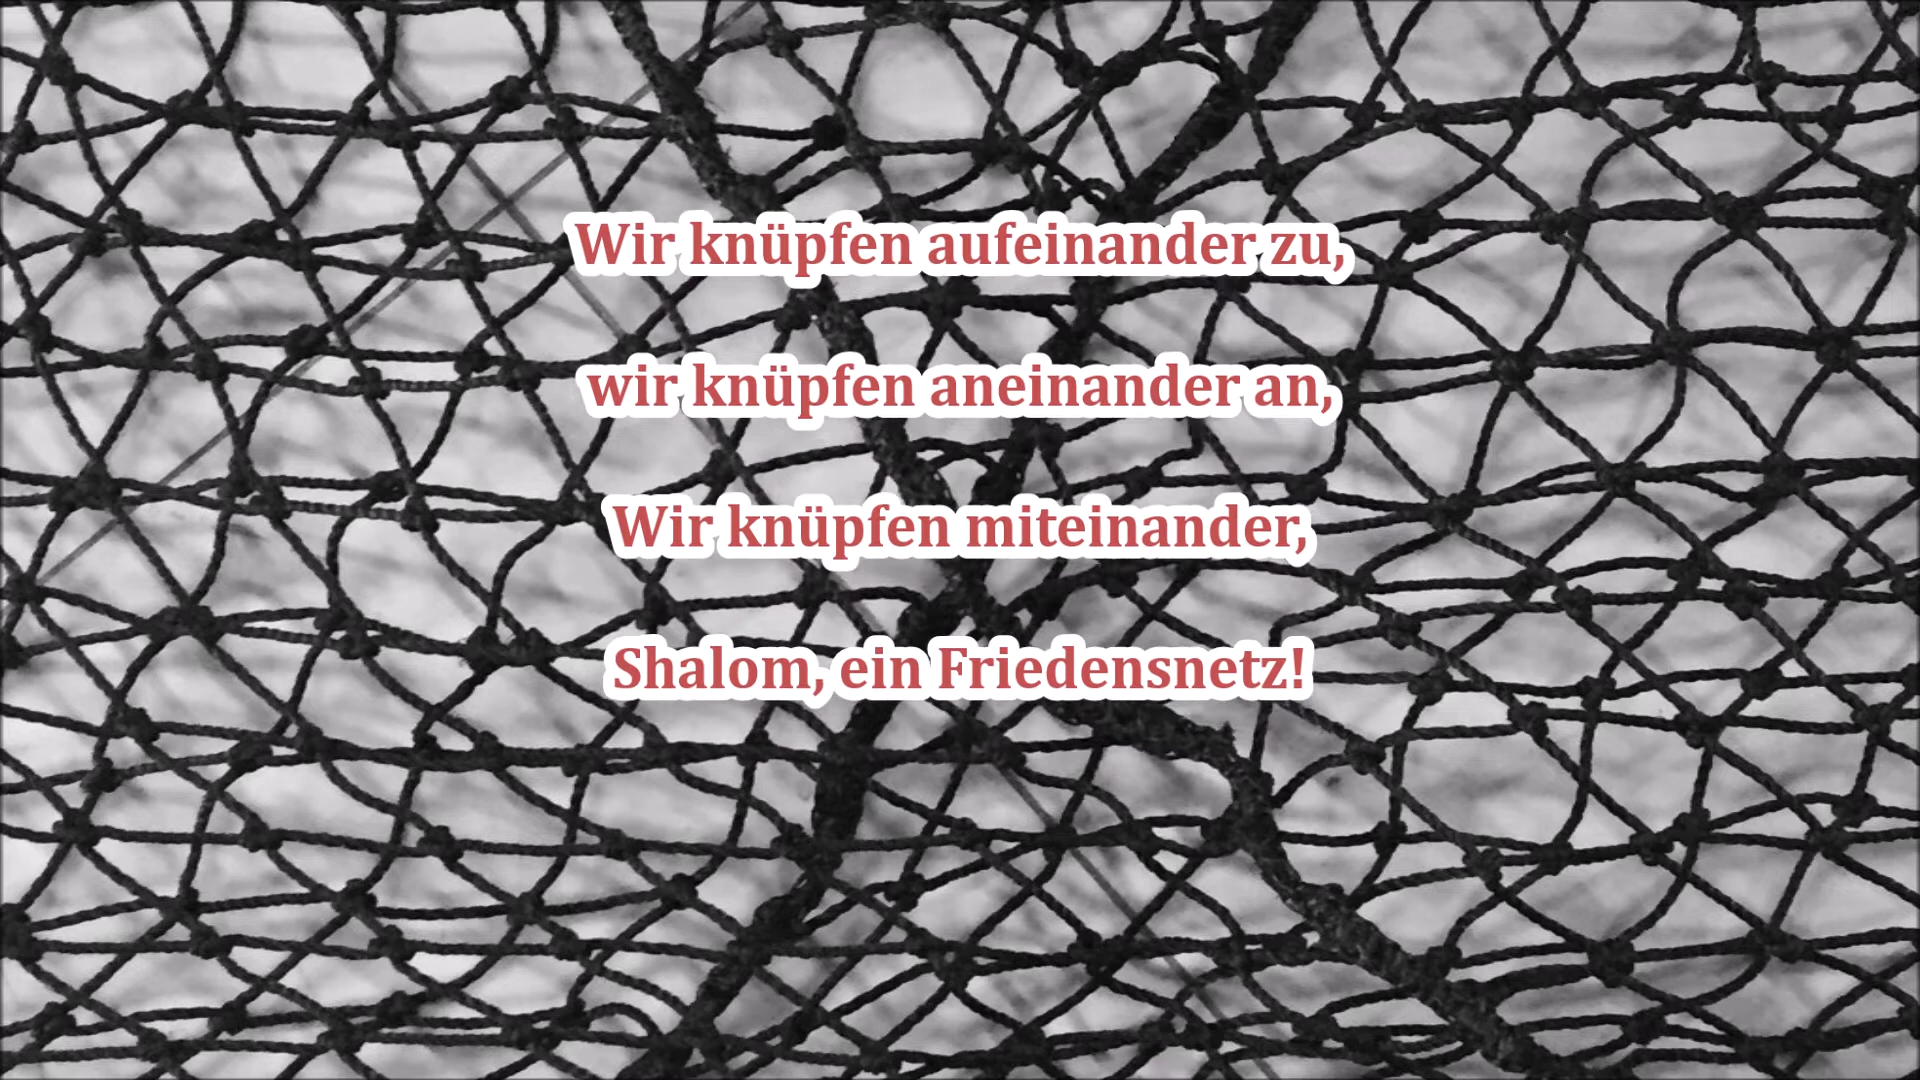 Wir knüpfen aufeinander zu,
wir knüpfen aneinander an,
Wir knüpfen miteinander,
Shalom, ein Friedensnetz!